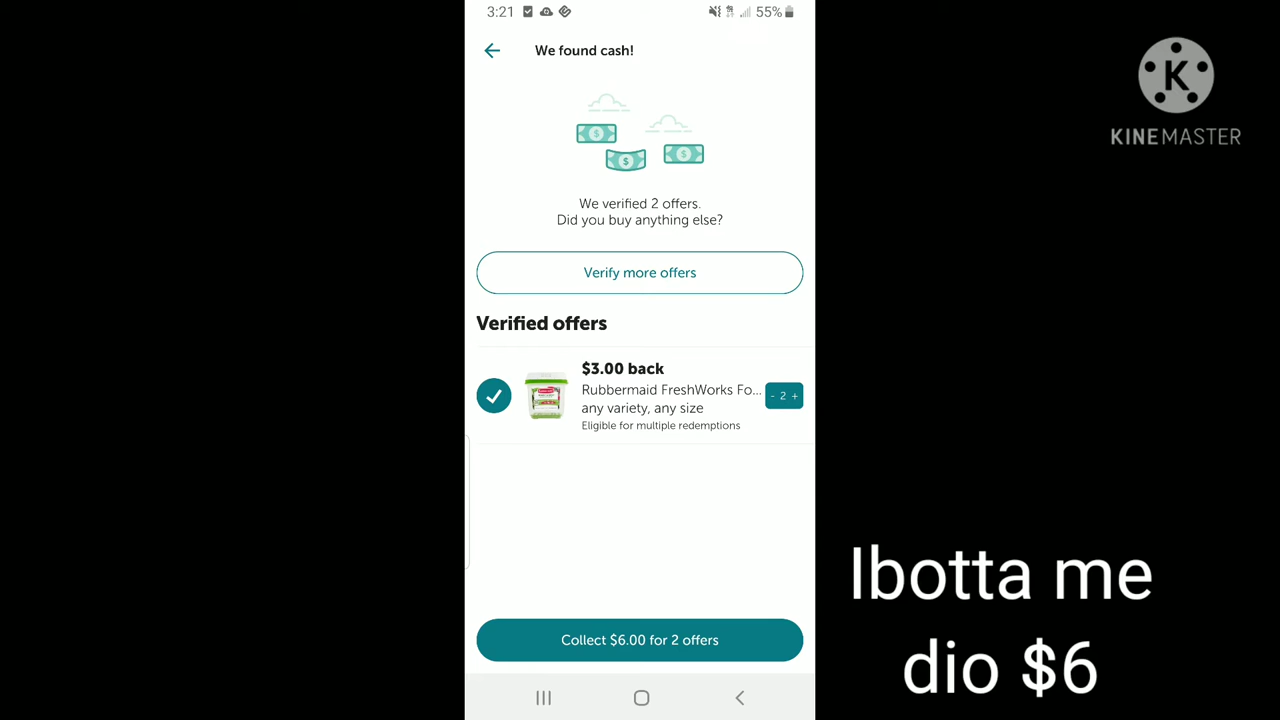 3:21
55%
We found cash!
We verified 2 offers.
Did you buy anything else?
Verify more offers
Verified offers
$3.00 back
Rubbermaid FreshWorks Fo...
any variety, any size
Eligible for multiple redemptions
- 2 +
Collect $6.00 for 2 offers
K
KINEMASTER
Ibotta me
dio $6